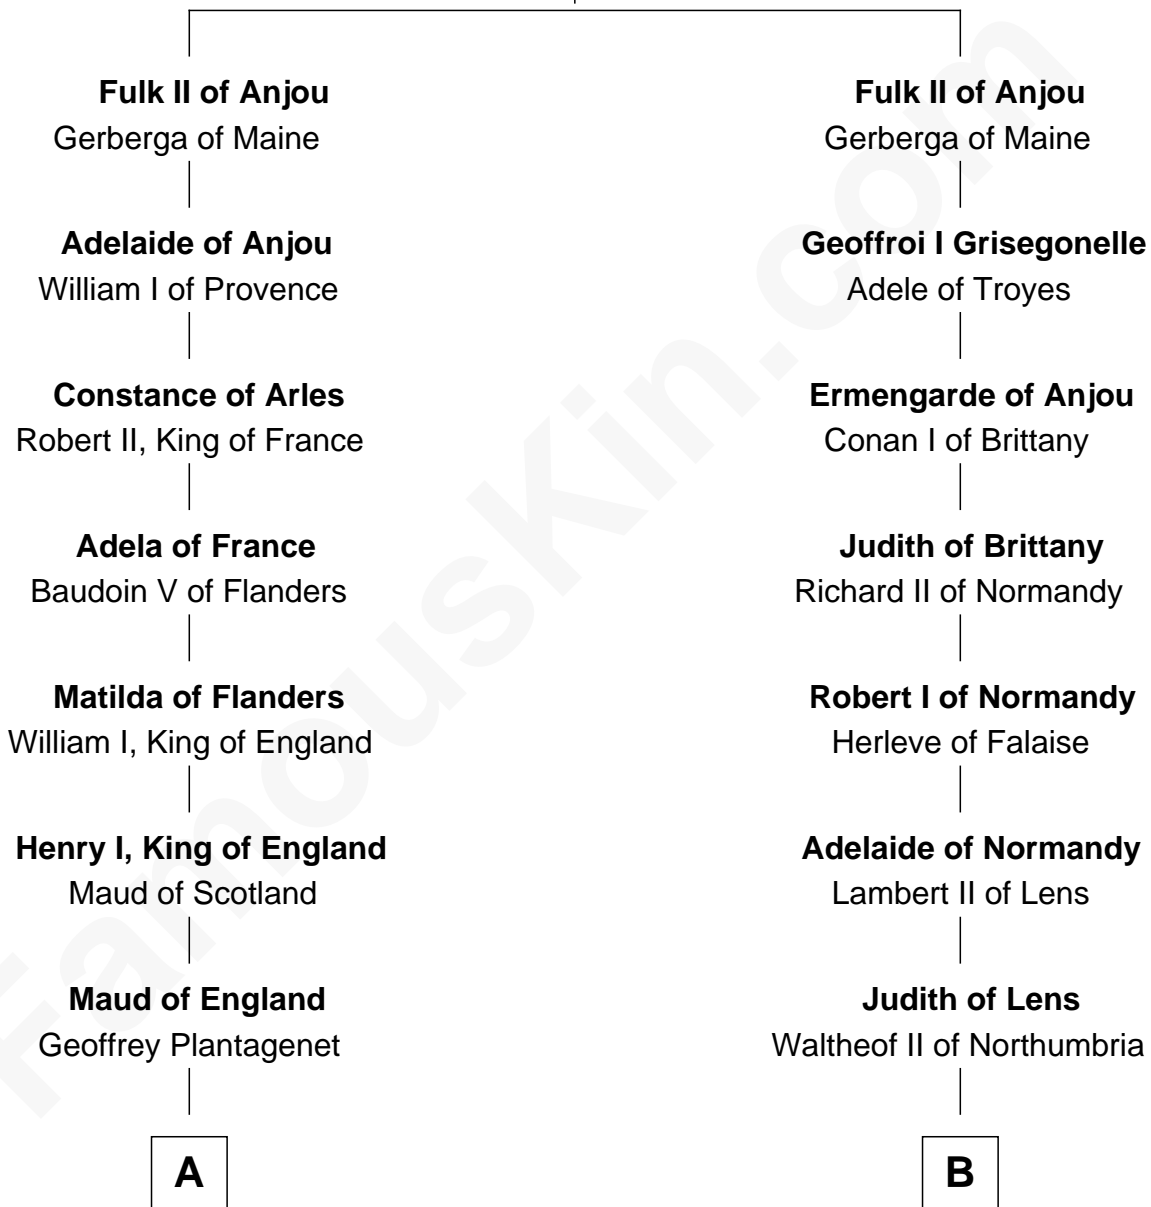 Fulk II of Anjou
Gerberga of Maine
Adelaide of Anjou
William I of Provence
Constance of Arles
Robert II, King of France
Adela of France
Baudoin V of Flanders
Matilda of Flanders
William I, King of England
Henry I, King of England
Maud of Scotland
Maud of England
Geoffrey Plantagenet
A
Fulk II of Anjou
Gerberga of Maine
Geoffroi I Grisegonelle
Adele of Troyes
Ermengarde of Anjou
Conan I of Brittany
Judith of Brittany
Richard II of Normandy
Robert I of Normandy
Herleve of Falaise
Adelaide of Normandy
Lambert II of Lens
Judith of Lens
Waltheof II of Northumbria
B
FamousKin.com